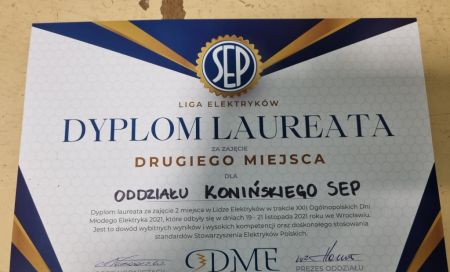 SEP
LIGA ELEKTRYKÓW
DYPLOM LAUREATA
ZA ZAJĘCIE
DRUGIEGO MIEJSCA
DLA
ODDZIAŁU KONIŃSKIEGO SEP
Dyplom laureata za zajęcie 2 miejsca w Lidze Elektryków w trakcie XXII Ogólnopolskich Dni
Młodego Elektryka 2021, które odbyły się w dniach 19 - 21 listopada 2021 roku we Wrocławiu.
Jest to dowód wybitnych wyników i wysokich kompetencji oraz doskonałego stosowania
standardów Stowarzyszenia Elektryków Polskich.
ODME
PREZES ODDZIAŁU